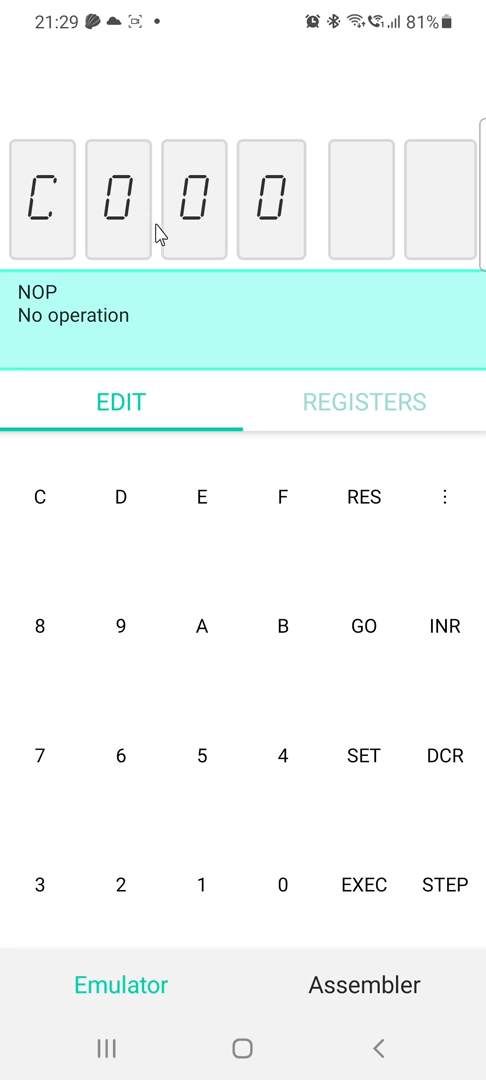 21:29 81%
C 0 0 0
NOP
No operation
EDIT REGISTERS
C D E F RES ⋮
8 9 A B GO INR
7 6 5 4 SET DCR
3 2 1 0 EXEC STEP
Emulator Assembler